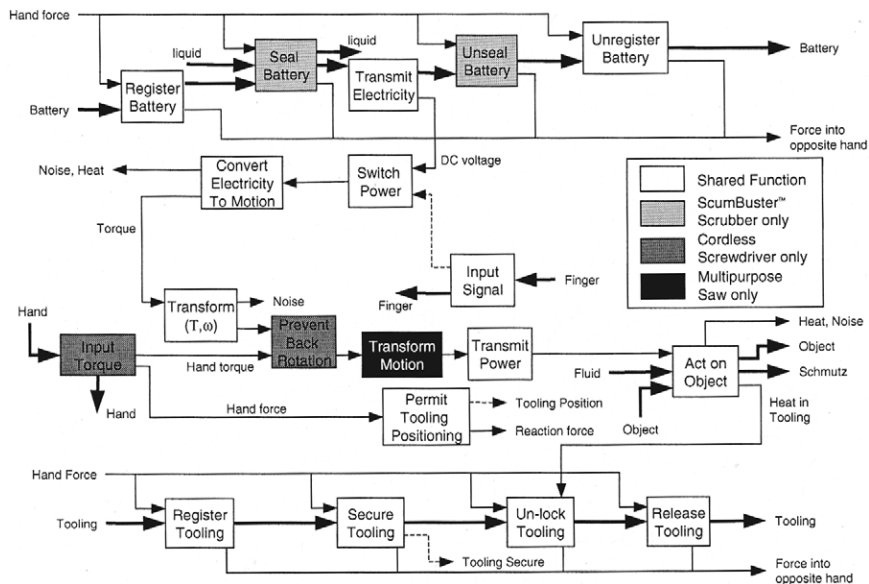 Hand force
liquid
Seal
Battery
liquid
Unseal
Battery
Unregister
Battery
Battery
Register
Battery
Transmit
Electricity
Battery
Force into
opposite hand
DC voltage
Noise, Heat
Convert
Electricity
To Motion
Switch
Power
Shared Function
ScumBuster™
Scrubber only
Cordless
Screwdriver only
Multipurpose
Saw only
Torque
Input
Signal
Finger
Finger
Transform
(T,ω)
Noise
Hand
Input
Torque
Prevent
Back
Rotation
Hand torque
Transform
Motion
Transmit
Power
Heat, Noise
Object
Act on
Object
Fluid
Schmutz
Hand
Hand force
Permit
Tooling
Positioning
Tooling Position
Reaction force
Object
Heat in
Tooling
Hand Force
Tooling
Register
Tooling
Secure
Tooling
Un-lock
Tooling
Release
Tooling
Tooling
Tooling Secure
Force into
opposite hand